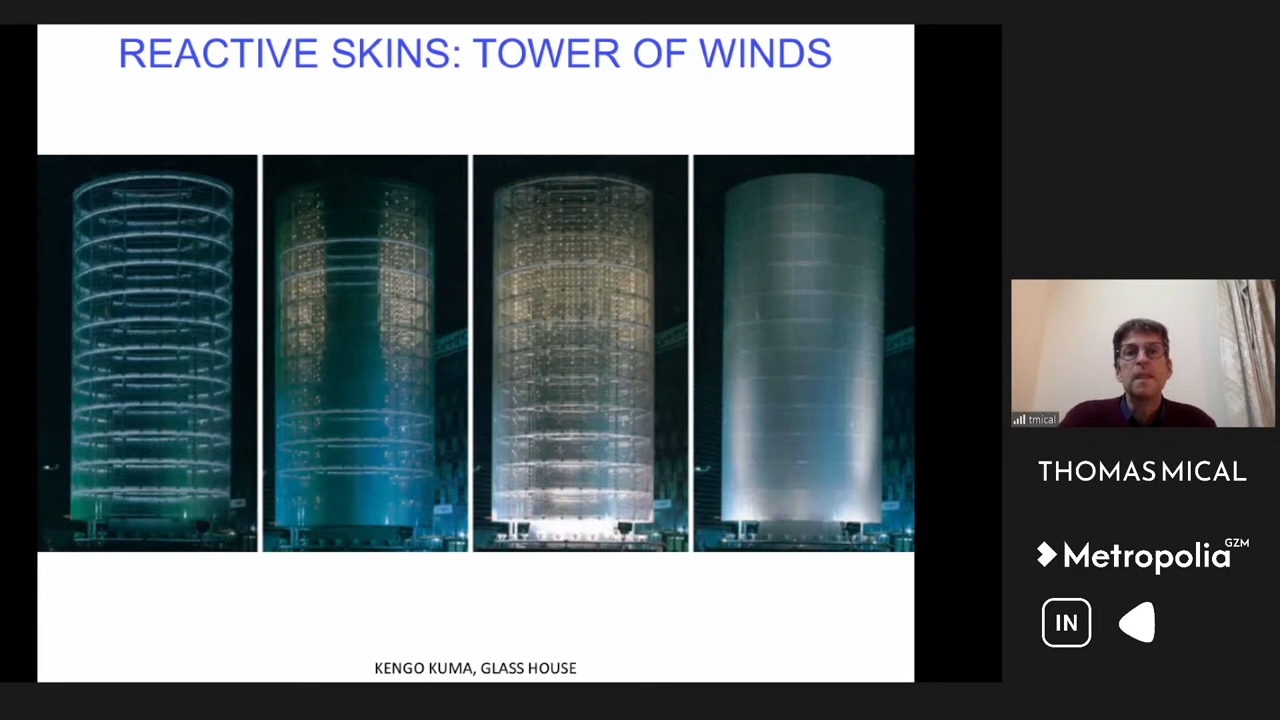 REACTIVE SKINS: TOWER OF WINDS
KENGO KUMA, GLASS HOUSE
tmical
THOMAS MICAL
Metropolia GZM
IN